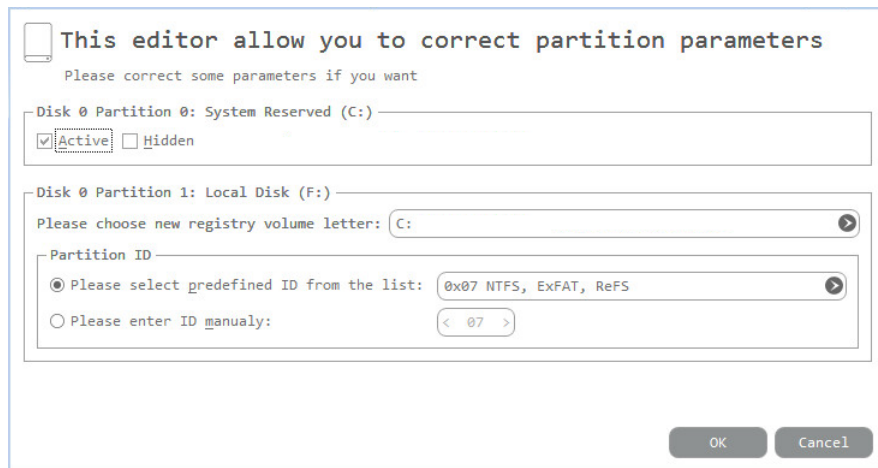 This editor allow you to correct partition parameters
Please correct some parameters if you want
Disk 0 Partition 0: System Reserved (C:)
Active Hidden
Disk 0 Partition 1: Local Disk (F:)
Please choose new registry volume letter: C:
Partition ID
Please select predefined ID from the list: 0x07 NTFS, ExFAT, ReFS
Please enter ID manualy: < 07 >
OK Cancel